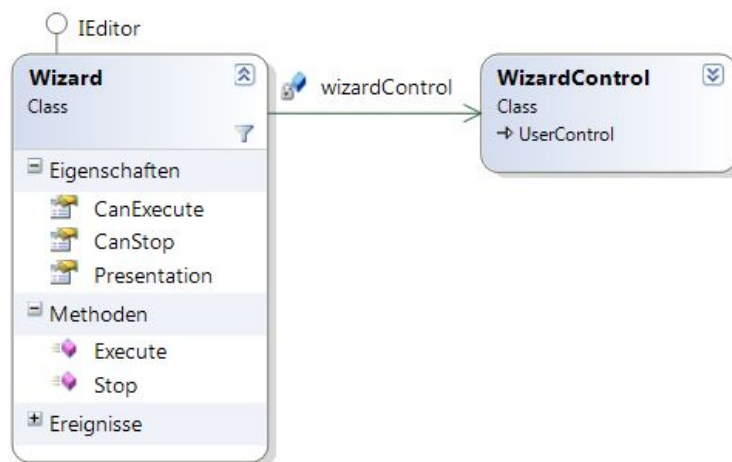 IEditor
Wizard
Class
Eigenschaften
CanExecute
CanStop
Presentation
Methoden
Execute
Stop
Ereignisse
wizardControl
WizardControl
Class
UserControl